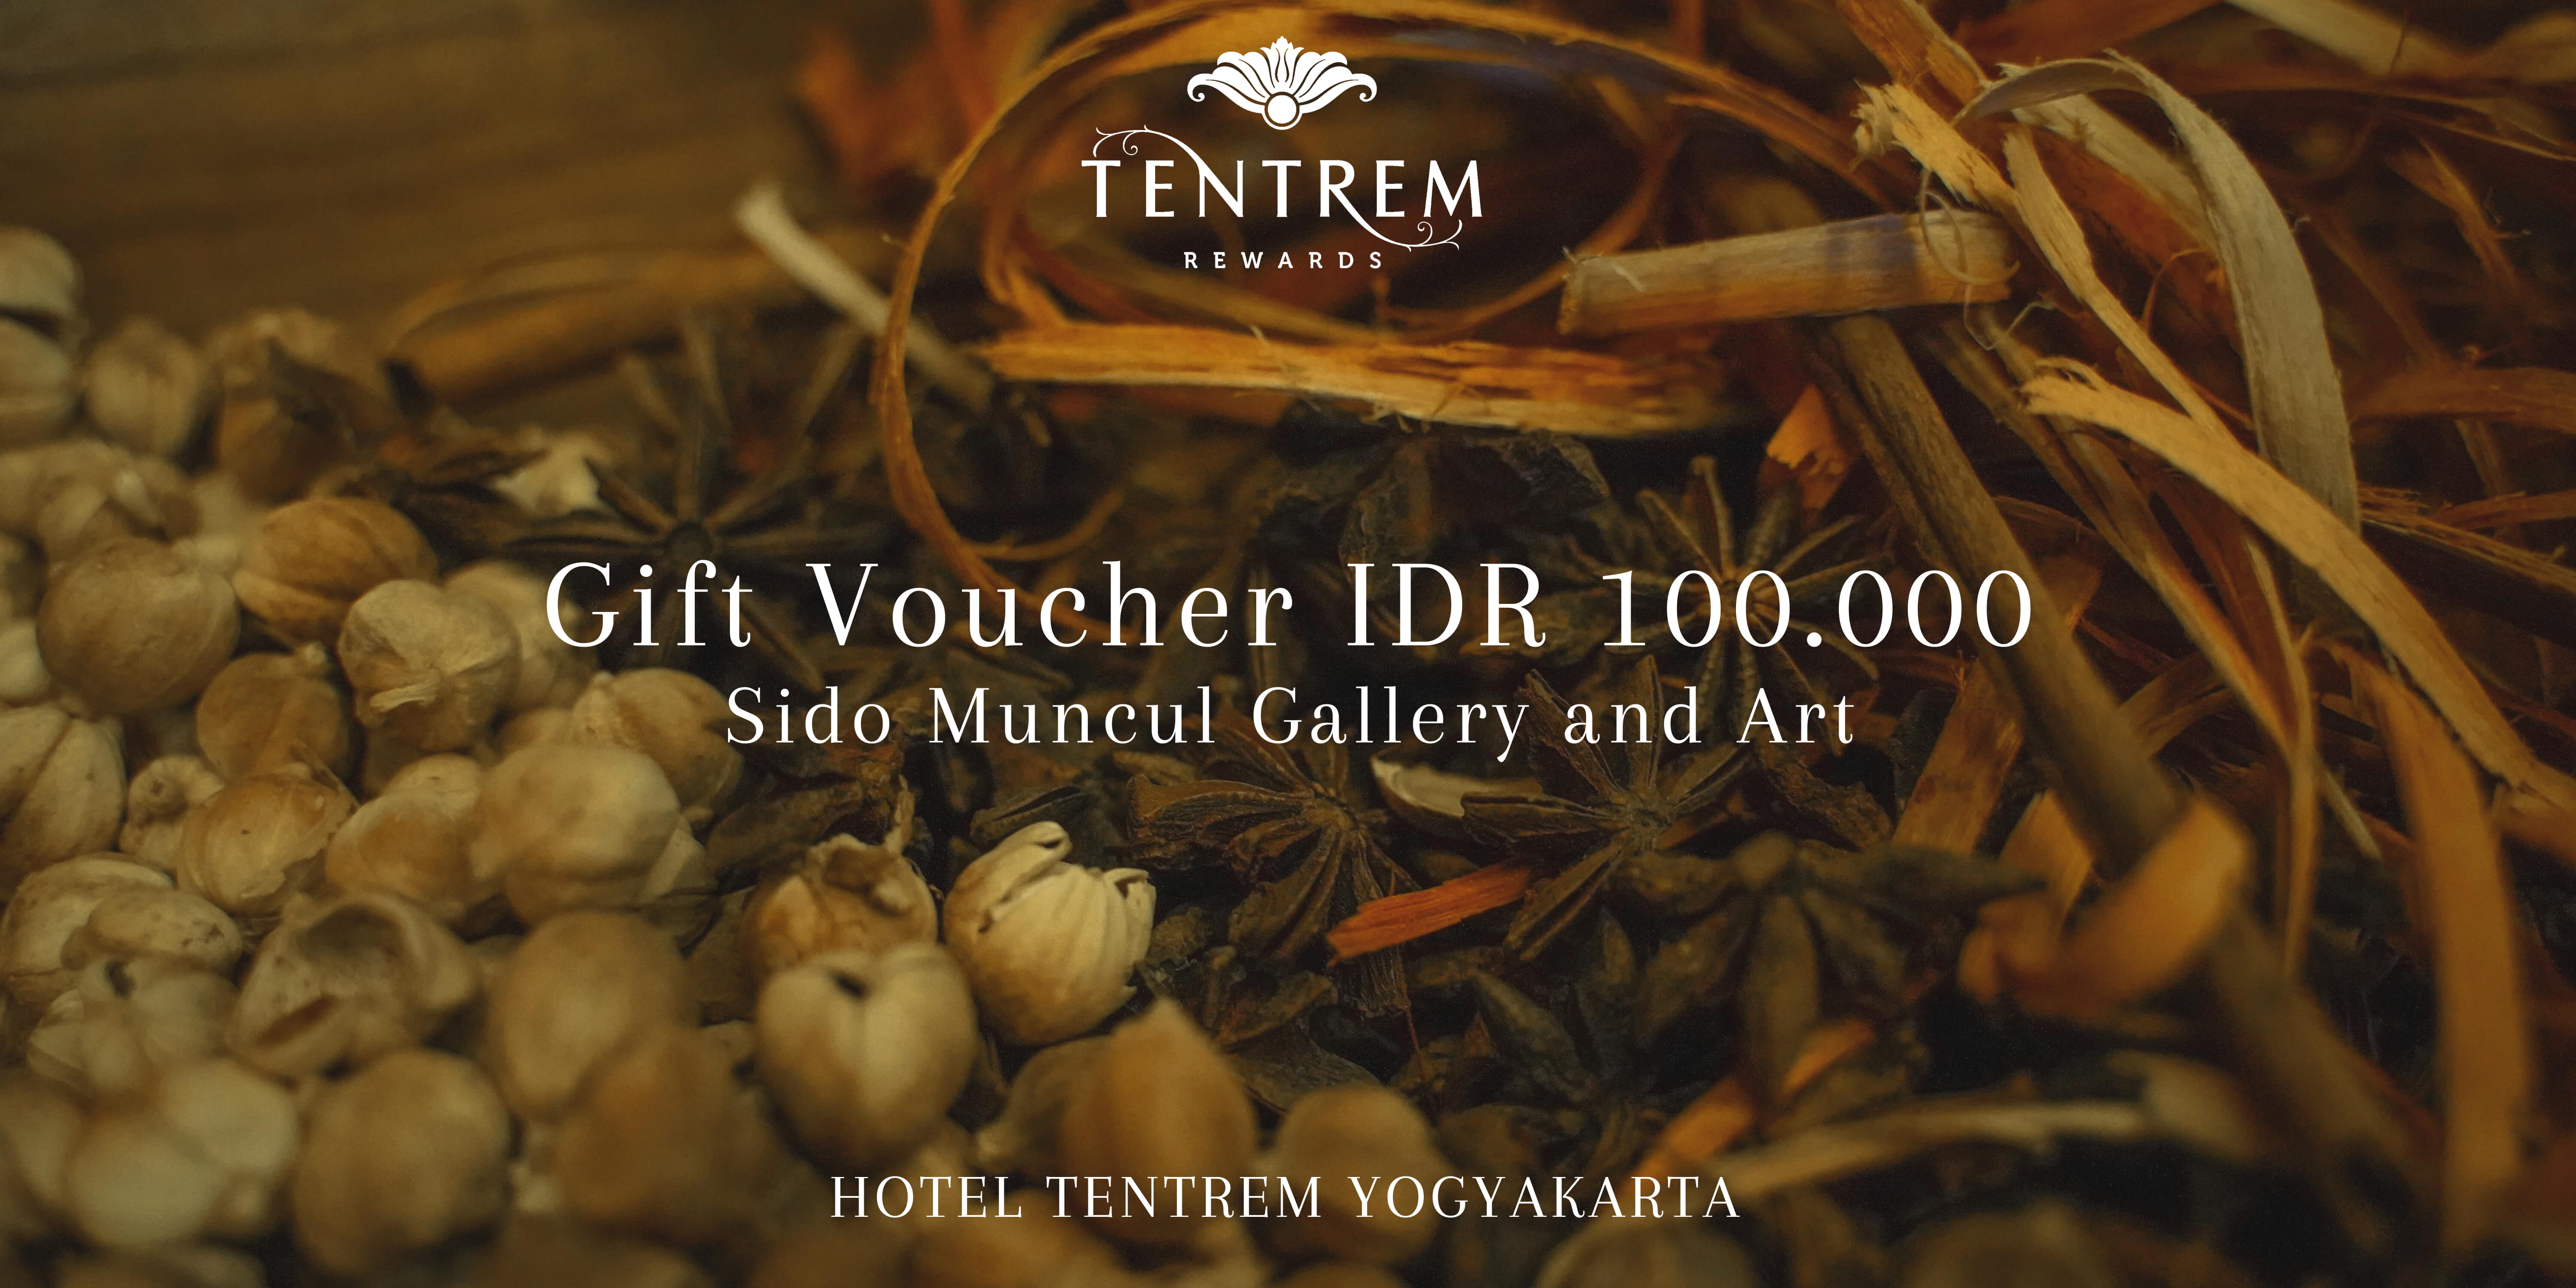 TENTREM
REWARDS
Gift Voucher IDR 100.000
Sido Muncul Gallery and Art
HOTEL TENTREM YOGYAKARTA